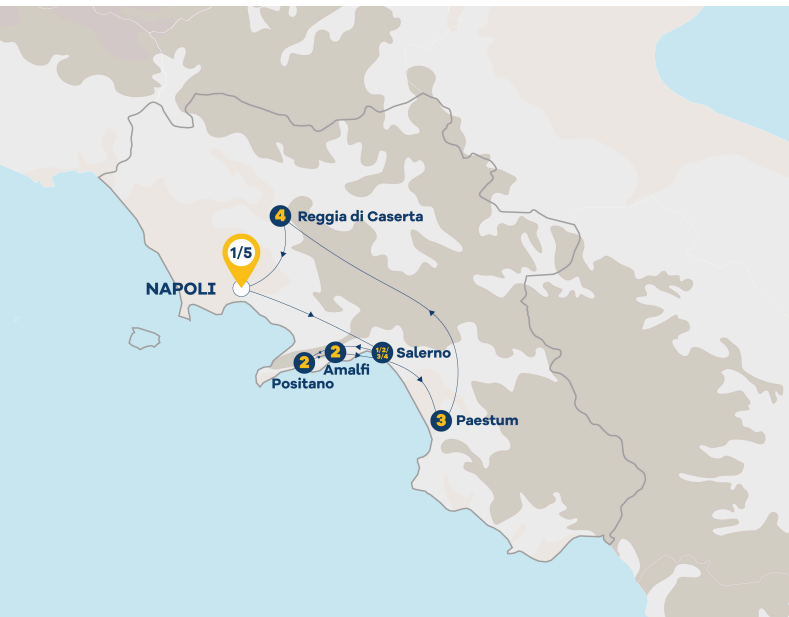 4 Reggia di Caserta
1/5
NAPOLI
2
2
1/2/
3/4
Salerno
Amalfi
Positano
3 Paestum